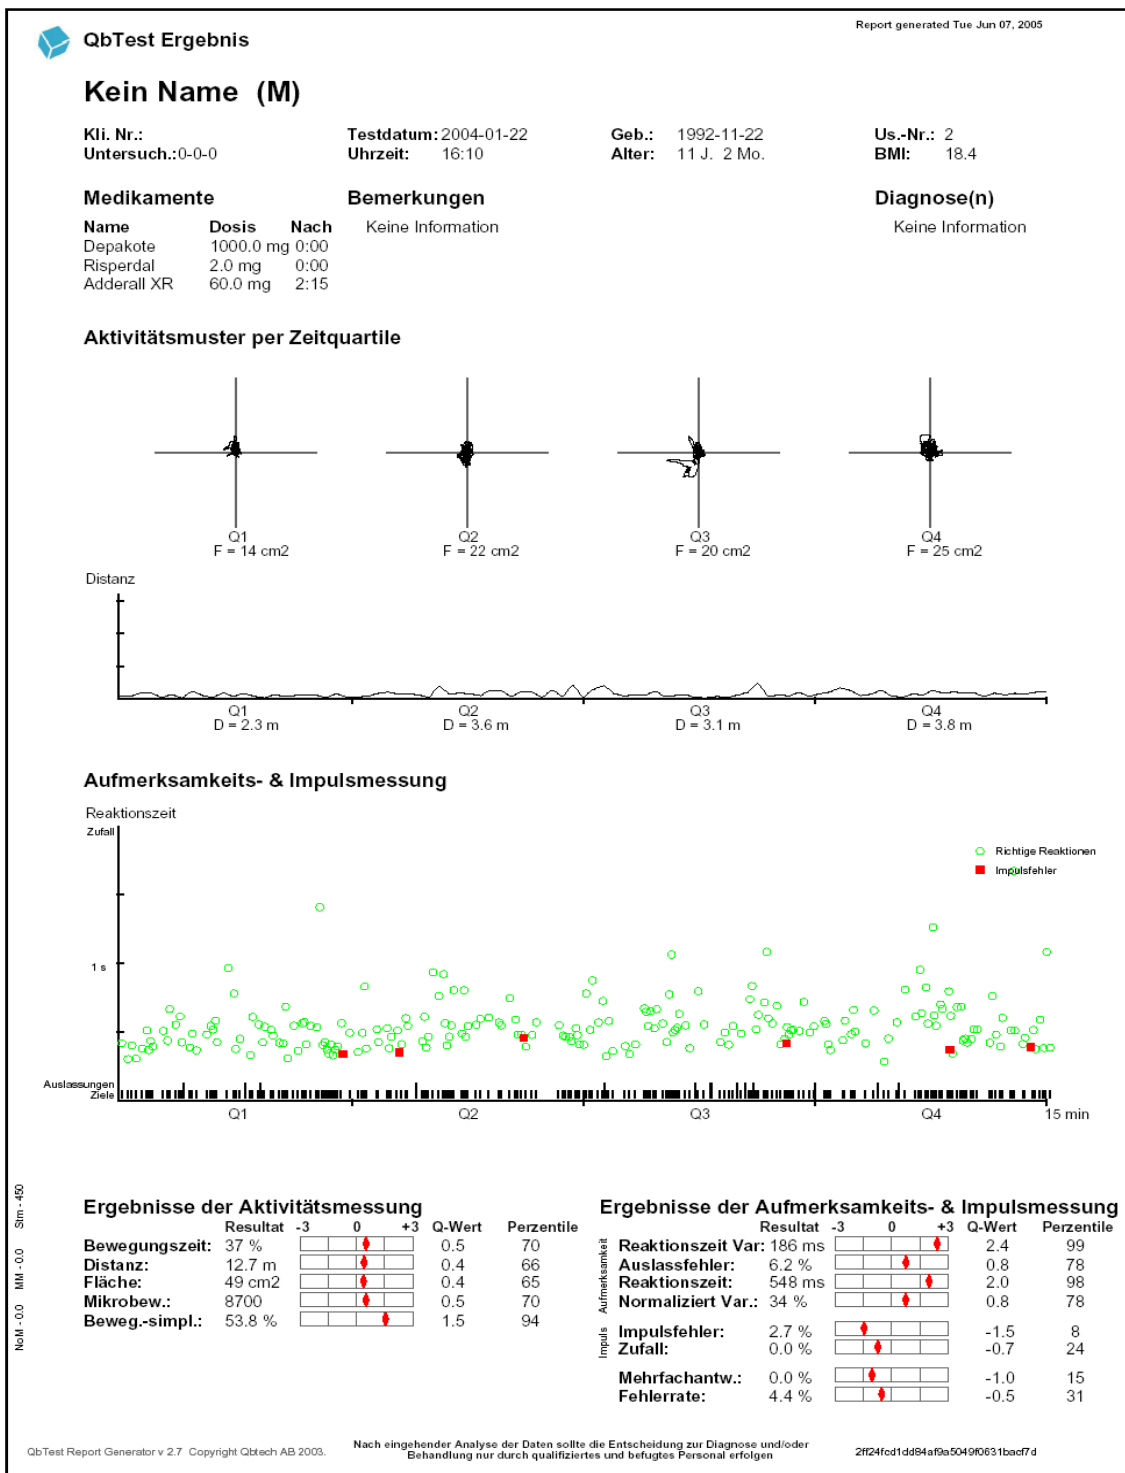 Report generated Tue Jun 07, 2005
QbTest Ergebnis
Kein Name (M)
Kli. Nr.: Testdatum: 2004-01-22 Geb.: 1992-11-22 Us.-Nr.: 2
Untersuch.:0-0-0 Uhrzeit: 16:10 Alter: 11 J. 2 Mo. BMI: 18.4
Medikamente Bemerkungen Diagnose(n)
Name Dosis Nach Keine Information Keine Information
Depakote 1000.0 mg 0:00
Risperdal 2.0 mg 0:00
Adderall XR 60.0 mg 2:15
Aktivitätsmuster per Zeitquartile
Q1 Q2 Q3 Q4
F = 14 cm2 F = 22 cm2 F = 20 cm2 F = 25 cm2
Distanz
Q1 Q2 Q3 Q4
D = 2.3 m D = 3.6 m D = 3.1 m D = 3.8 m
Aufmerksamkeits- & Impulsmessung
Reaktionszeit
Zufall
Richtige Reaktionen
Impulsfehler
1 s
Auslassungen
Ziele
Q1 Q2 Q3 Q4 15 min
Ergebnisse der Aktivitätsmessung
Resultat -3 0 +3 Q-Wert Perzentile
Bewegungszeit: 37 % 0.5 70
Distanz: 12.7 m 0.4 66
Fläche: 49 cm2 0.4 65
Mikrobew.: 8700 0.5 70
Beweg.-simpl.: 53.8 % 1.5 94
Ergebnisse der Aufmerksamkeits- & Impulsmessung
Resultat -3 0 +3 Q-Wert Perzentile
Aufmerksamkeit
Reaktionszeit Var: 186 ms 2.4 99
Auslassfehler: 6.2 % 0.8 78
Reaktionszeit: 548 ms 2.0 98
Normaliziert Var.: 34 % 0.8 78
Impuls
Impulsfehler: 2.7 % -1.5 8
Zufall: 0.0 % -0.7 24
Mehrfachantw.: 0.0 % -1.0 15
Fehlerrate: 4.4 % -0.5 31
NoM - 0.0 MM - 0.0 Stm - 450
QbTest Report Generator v 2.7 Copyright Qbtech AB 2003.
Nach eingehender Analyse der Daten sollte die Entscheidung zur Diagnose und/oder
Behandlung nur durch qualifiziertes und befugtes Personal erfolgen
2ff24fcd1dd84af9a5049f0631bacf7d